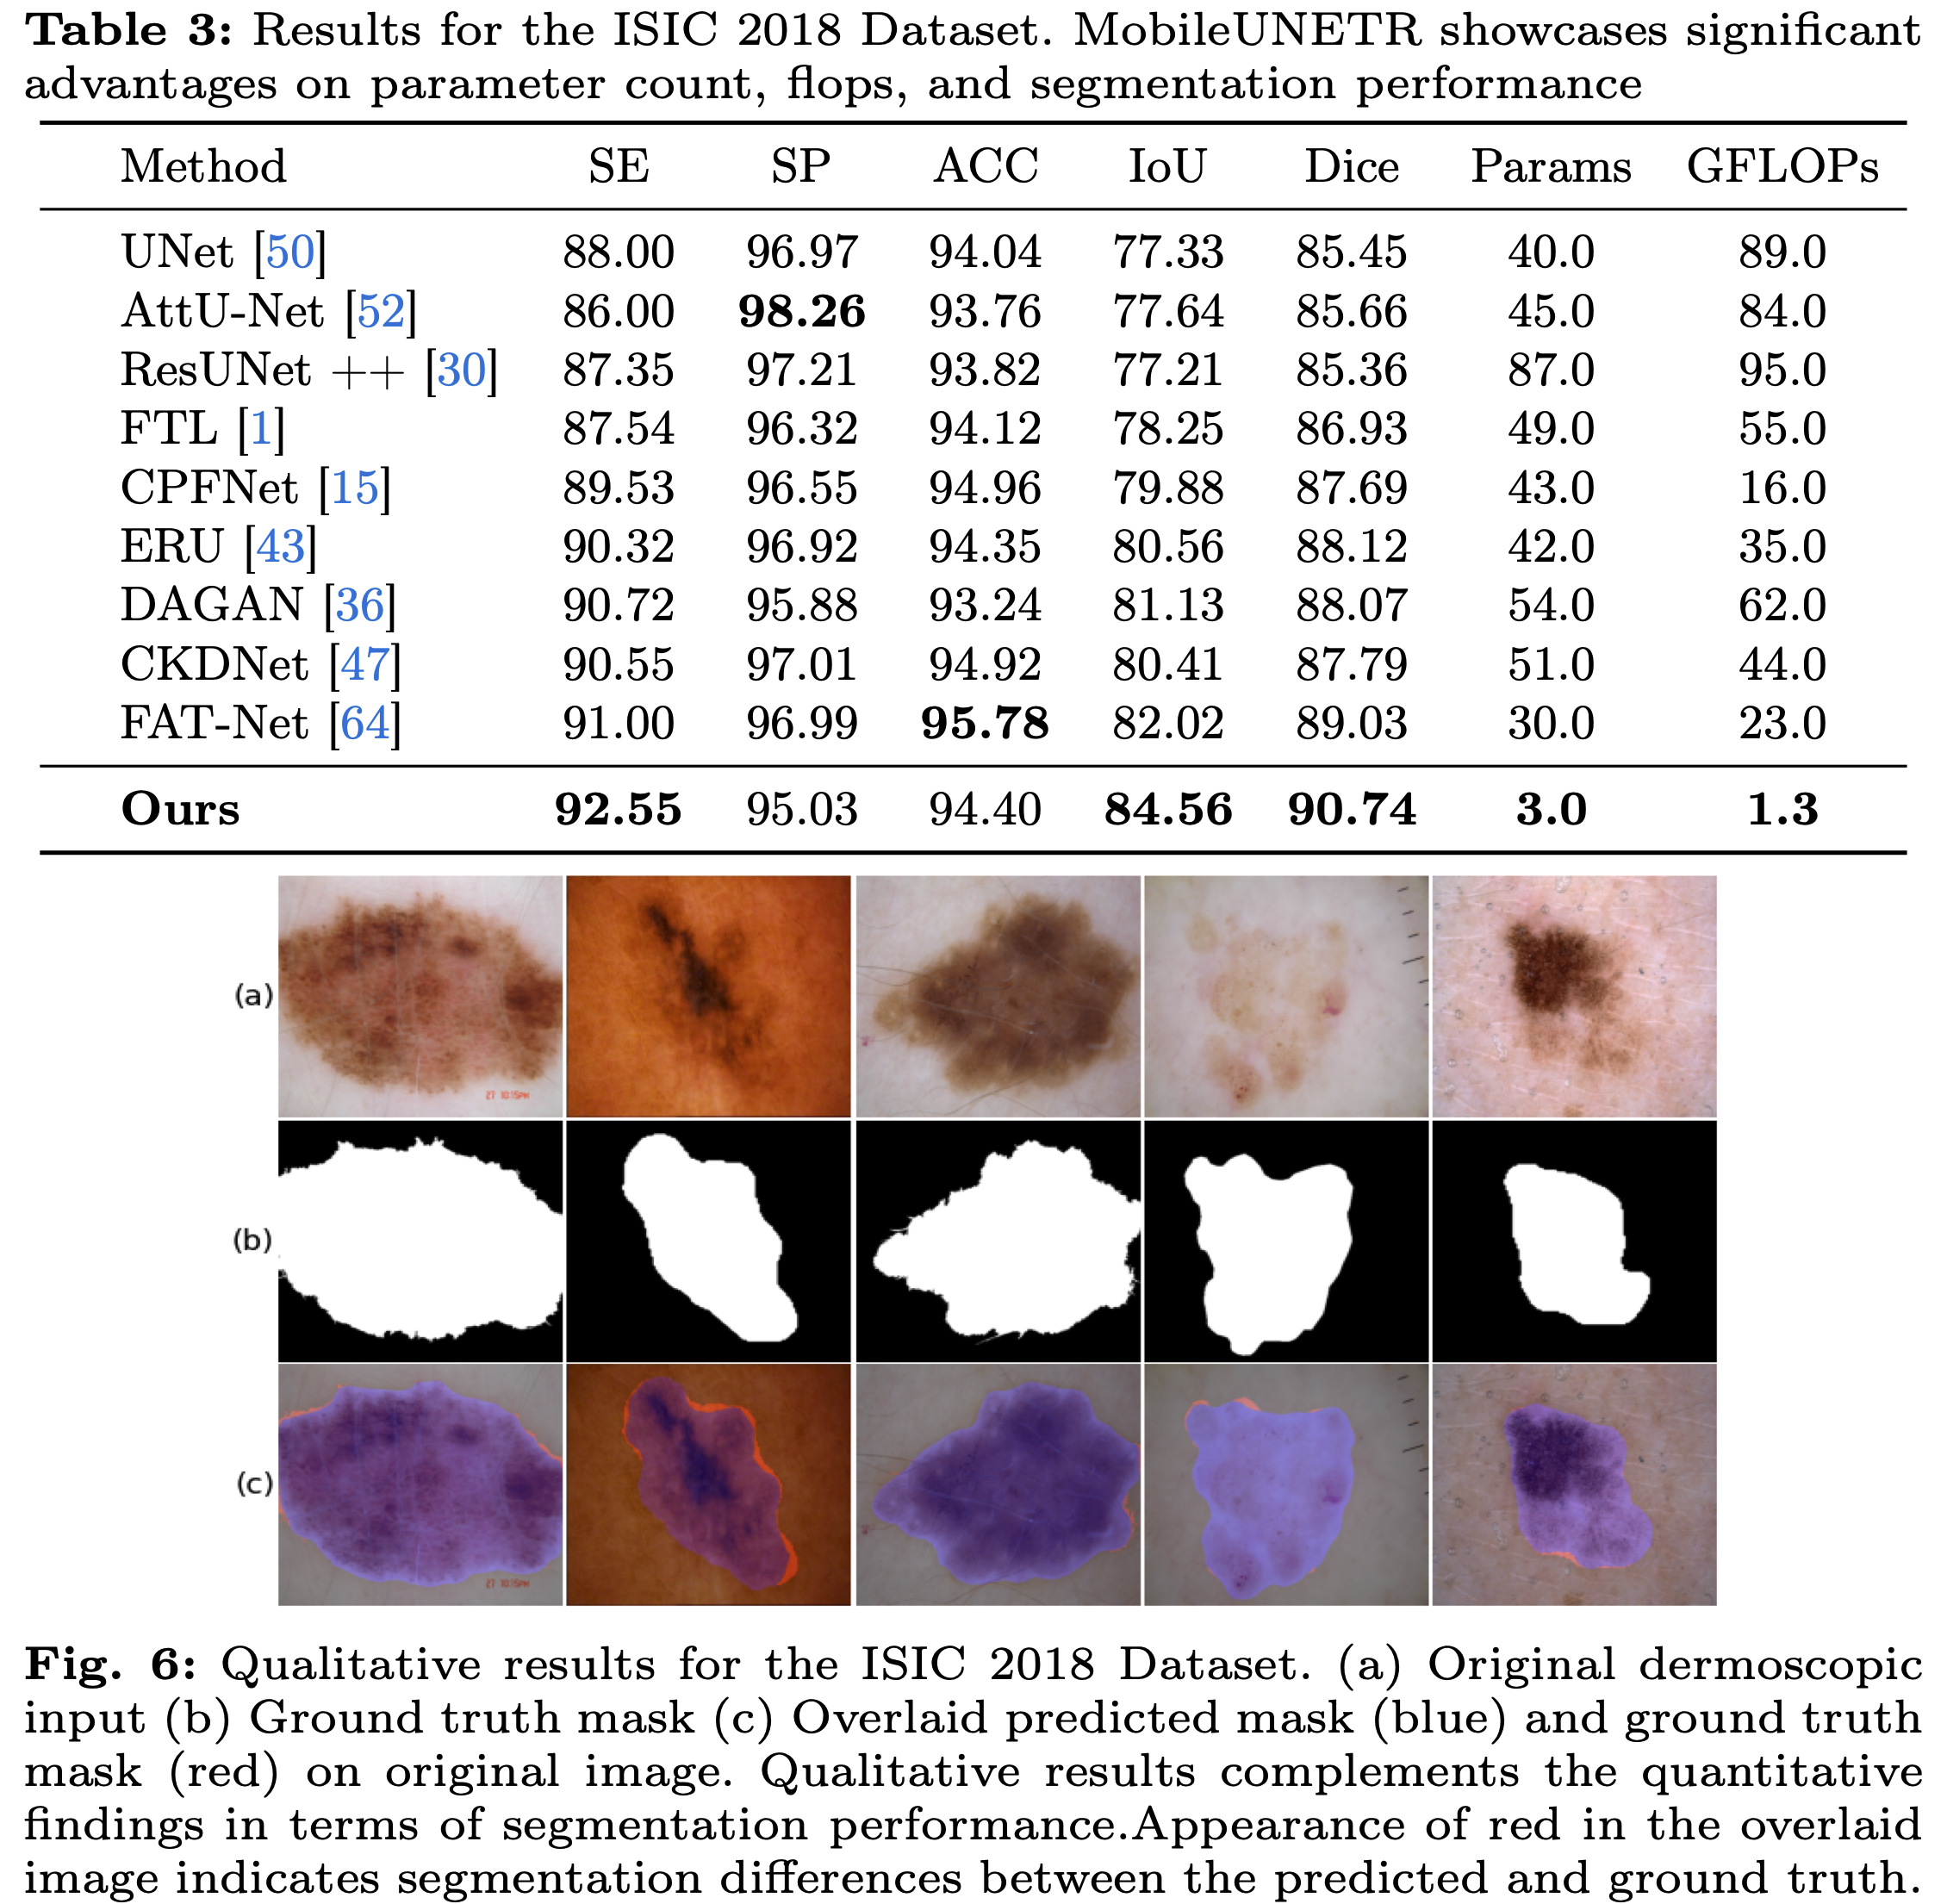 Table 3: Results for the ISIC 2018 Dataset. MobileUNETR showcases significant
advantages on parameter count, flops, and segmentation performance
Method SE SP ACC IoU Dice Params GFLOPs
UNet [50] 88.00 96.97 94.04 77.33 85.45 40.0 89.0
AttU-Net [52] 86.00 98.26 93.76 77.64 85.66 45.0 84.0
ResUNet ++ [30] 87.35 97.21 93.82 77.21 85.36 87.0 95.0
FTL [1] 87.54 96.32 94.12 78.25 86.93 49.0 55.0
CPFNet [15] 89.53 96.55 94.96 79.88 87.69 43.0 16.0
ERU [43] 90.32 96.92 94.35 80.56 88.12 42.0 35.0
DAGAN [36] 90.72 95.88 93.24 81.13 88.07 54.0 62.0
CKDNet [47] 90.55 97.01 94.92 80.41 87.79 51.0 44.0
FAT-Net [64] 91.00 96.99 95.78 82.02 89.03 30.0 23.0
Ours 92.55 95.03 94.40 84.56 90.74 3.0 1.3
(a)
27 10:15PM
(b)
(c)
27 10:15PM
Fig. 6: Qualitative results for the ISIC 2018 Dataset. (a) Original dermoscopic
input (b) Ground truth mask (c) Overlaid predicted mask (blue) and ground truth
mask (red) on original image. Qualitative results complements the quantitative
findings in terms of segmentation performance.Appearance of red in the overlaid
image indicates segmentation differences between the predicted and ground truth.